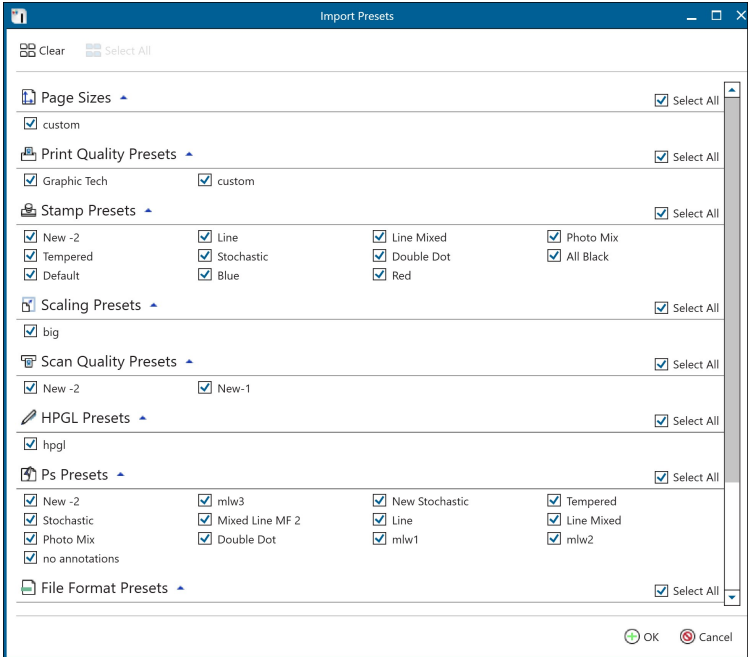 Import Presets
Clear Select All
Page Sizes Select All
custom
Print Quality Presets Select All
Graphic Tech custom
Stamp Presets Select All
New -2 Line Line Mixed Photo Mix
Tempered Stochastic Double Dot All Black
Default Blue Red
Scaling Presets Select All
big
Scan Quality Presets Select All
New -2 New-1
HPGL Presets Select All
hpgl
Ps Presets Select All
New -2 mlw3 New Stochastic Tempered
Stochastic Mixed Line MF 2 Line Line Mixed
Photo Mix Double Dot mlw1 mlw2
no annotations
File Format Presets Select All
OK Cancel